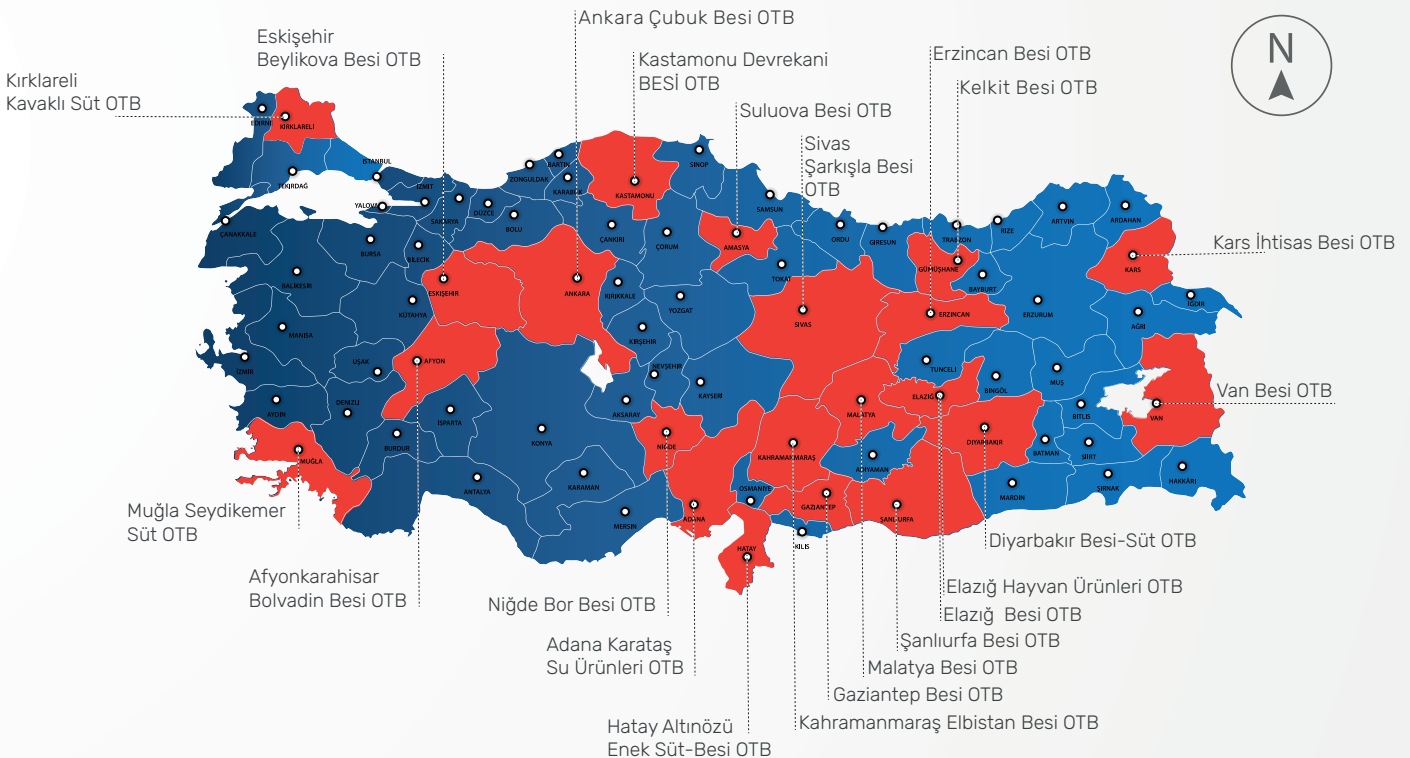 Ankara Çubuk Besi OTB
Eskişehir
Beylikova Besi OTB
Kastamonu Devrekani
BESİ OTB
Erzincan Besi OTB
Kelkit Besi OTB
N
Kırklareli
Kavaklı Süt OTB
Suluova Besi OTB
Sivas
Şarkışla Besi
OTB
Kars İhtisas Besi OTB
Van Besi OTB
EDİRNE
KIRKLARELİ
TEKİRDAĞ
İSTANBUL
YALOVA
İZMİT
SAKARYA
DÜZCE
ZONGULDAK
BARTIN
KARABÜK
BOLU
KASTAMONU
SİNOP
ÇANKIRI
ÇORUM
SAMSUN
AMASYA
TOKAT
ORDU
GİRESUN
TRABZON
RİZE
ARTVİN
ARDAHAN
KARS
GÜMÜŞHANE
BAYBURT
IĞDIR
ÇANAKKALE
BURSA
BİLECİK
BALIKESİR
ESKİŞEHİR
ANKARA
KIRIKKALE
YOZGAT
SİVAS
ERZİNCAN
ERZURUM
AĞRI
KÜTAHYA
MANİSA
KIRŞEHİR
İZMİR
UŞAK
AFYON
NEVŞEHİR
KAYSERİ
TUNCELİ
BİNGÖL
MUŞ
AYDIN
DENİZLİ
ISPARTA
AKSARAY
MALATYA
ELAZIĞ
BİTLİS
VAN
MUĞLA
BURDUR
KONYA
NİĞDE
KAHRAMAKMARAŞ
ADIYAMAN
DİYARBAKIR
BATMAN
SİİRT
ANTALYA
KARAMAN
MERSİN
ADANA
OSMANİYE
GAZİANTEP
ŞANLIURFA
MARDİN
ŞIRNAK
HAKKÂRİ
HATAY
KİLİS
Muğla Seydikemer
Süt OTB
Afyonkarahisar
Bolvadin Besi OTB
Niğde Bor Besi OTB
Adana Karataş
Su Ürünleri OTB
Hatay Altınözü
Enek Süt-Besi OTB
Diyarbakır Besi-Süt OTB
Elazığ Hayvan Ürünleri OTB
Elazığ Besi OTB
Şanlıurfa Besi OTB
Malatya Besi OTB
Gaziantep Besi OTB
Kahramanmaraş Elbistan Besi OTB